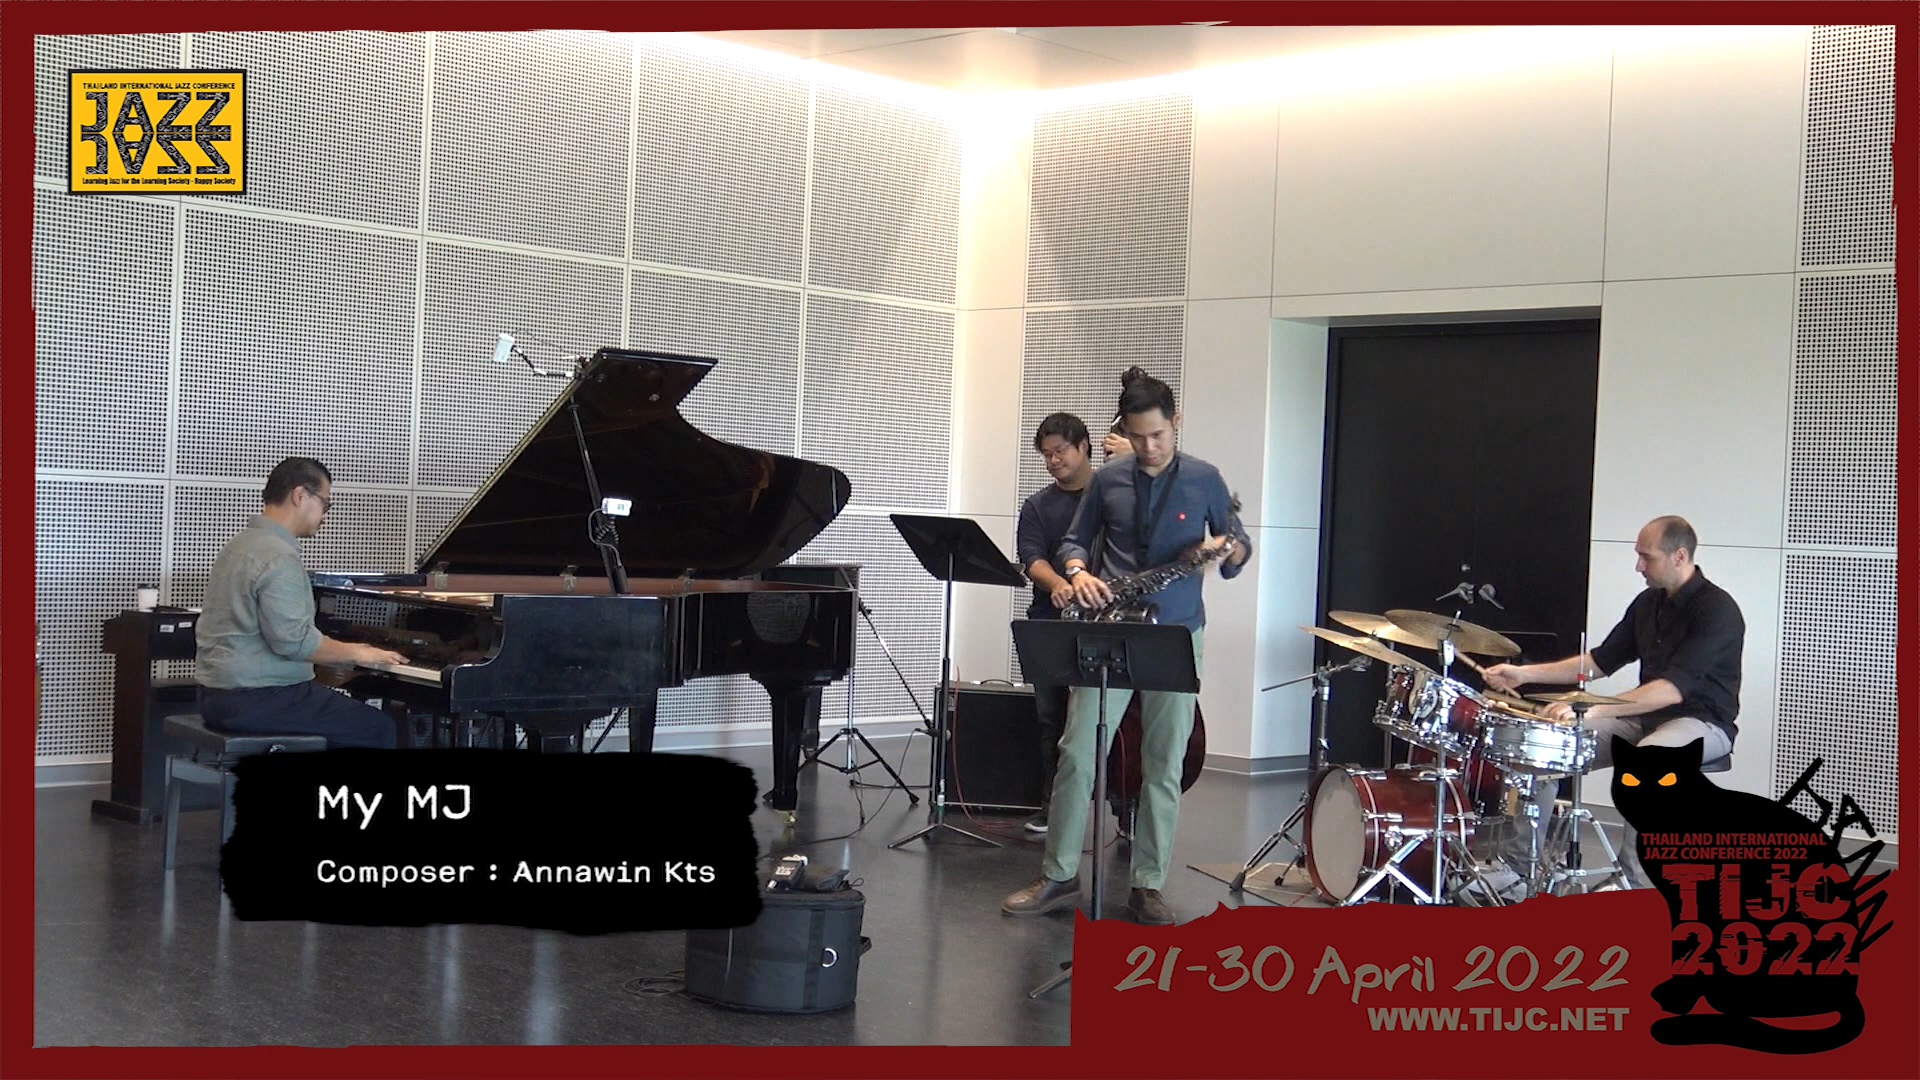 THAILAND INTERNATIONAL JAZZ CONFERENCE
JAZZ
JAZZ
Learning Jazz for the Learning Society - Happy Society
My MJ
Composer : Annawin Kts
THAILAND INTERNATIONAL
JAZZ CONFERENCE 2022
TIJC
2022
21-30 April 2022
WWW.TIJC.NET